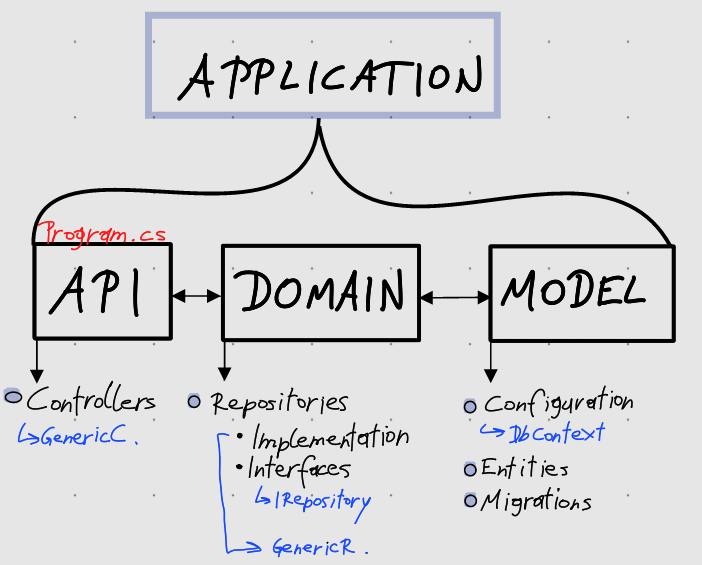 APPLICATION
Program.cs
API
DOMAIN
MODEL
Controllers
GenericC.
Repositories
Implementation
Interfaces
IRepository
GenericR.
Configuration
DbContext
Entities
Migrations